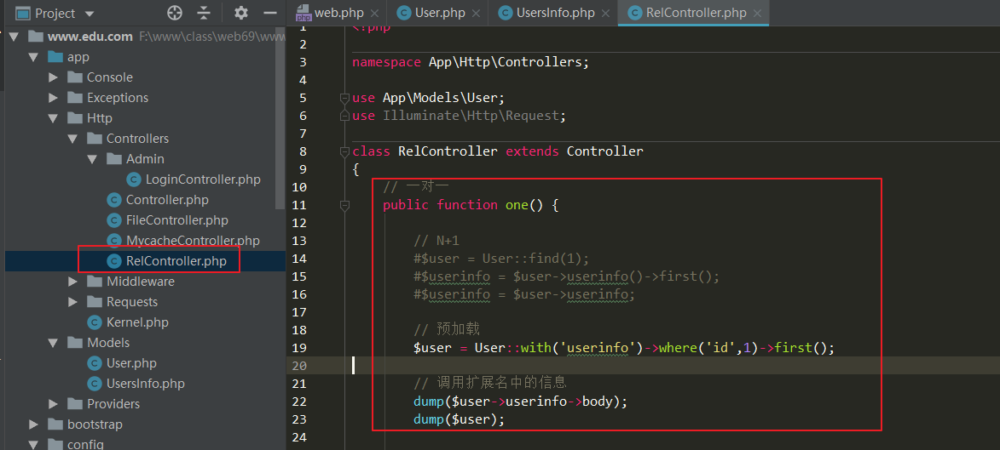 Project
www.edu.com F:\www\class\web69\www
app
Console
Exceptions
Http
Controllers
Admin
LoginController.php
Controller.php
FileController.php
MycacheController.php
RelController.php
Middleware
Requests
Kernel.php
Models
User.php
UsersInfo.php
Providers
bootstrap
config
web.php
User.php
UsersInfo.php
RelController.php
1 <?php
2
3 namespace App\Http\Controllers;
4
5 use App\Models\User;
6 use Illuminate\Http\Request;
7
8 class RelController extends Controller
9 {
10 // 一对一
11 public function one() {
12
13 // N+1
14 #$user = User::find(1);
15 #$userinfo = $user->userinfo()->first();
16 #$userinfo = $user->userinfo;
17
18 // 预加载
19 $user = User::with('userinfo')->where('id',1)->first();
20
21 // 调用扩展名中的信息
22 dump($user->userinfo->body);
23 dump($user);
24